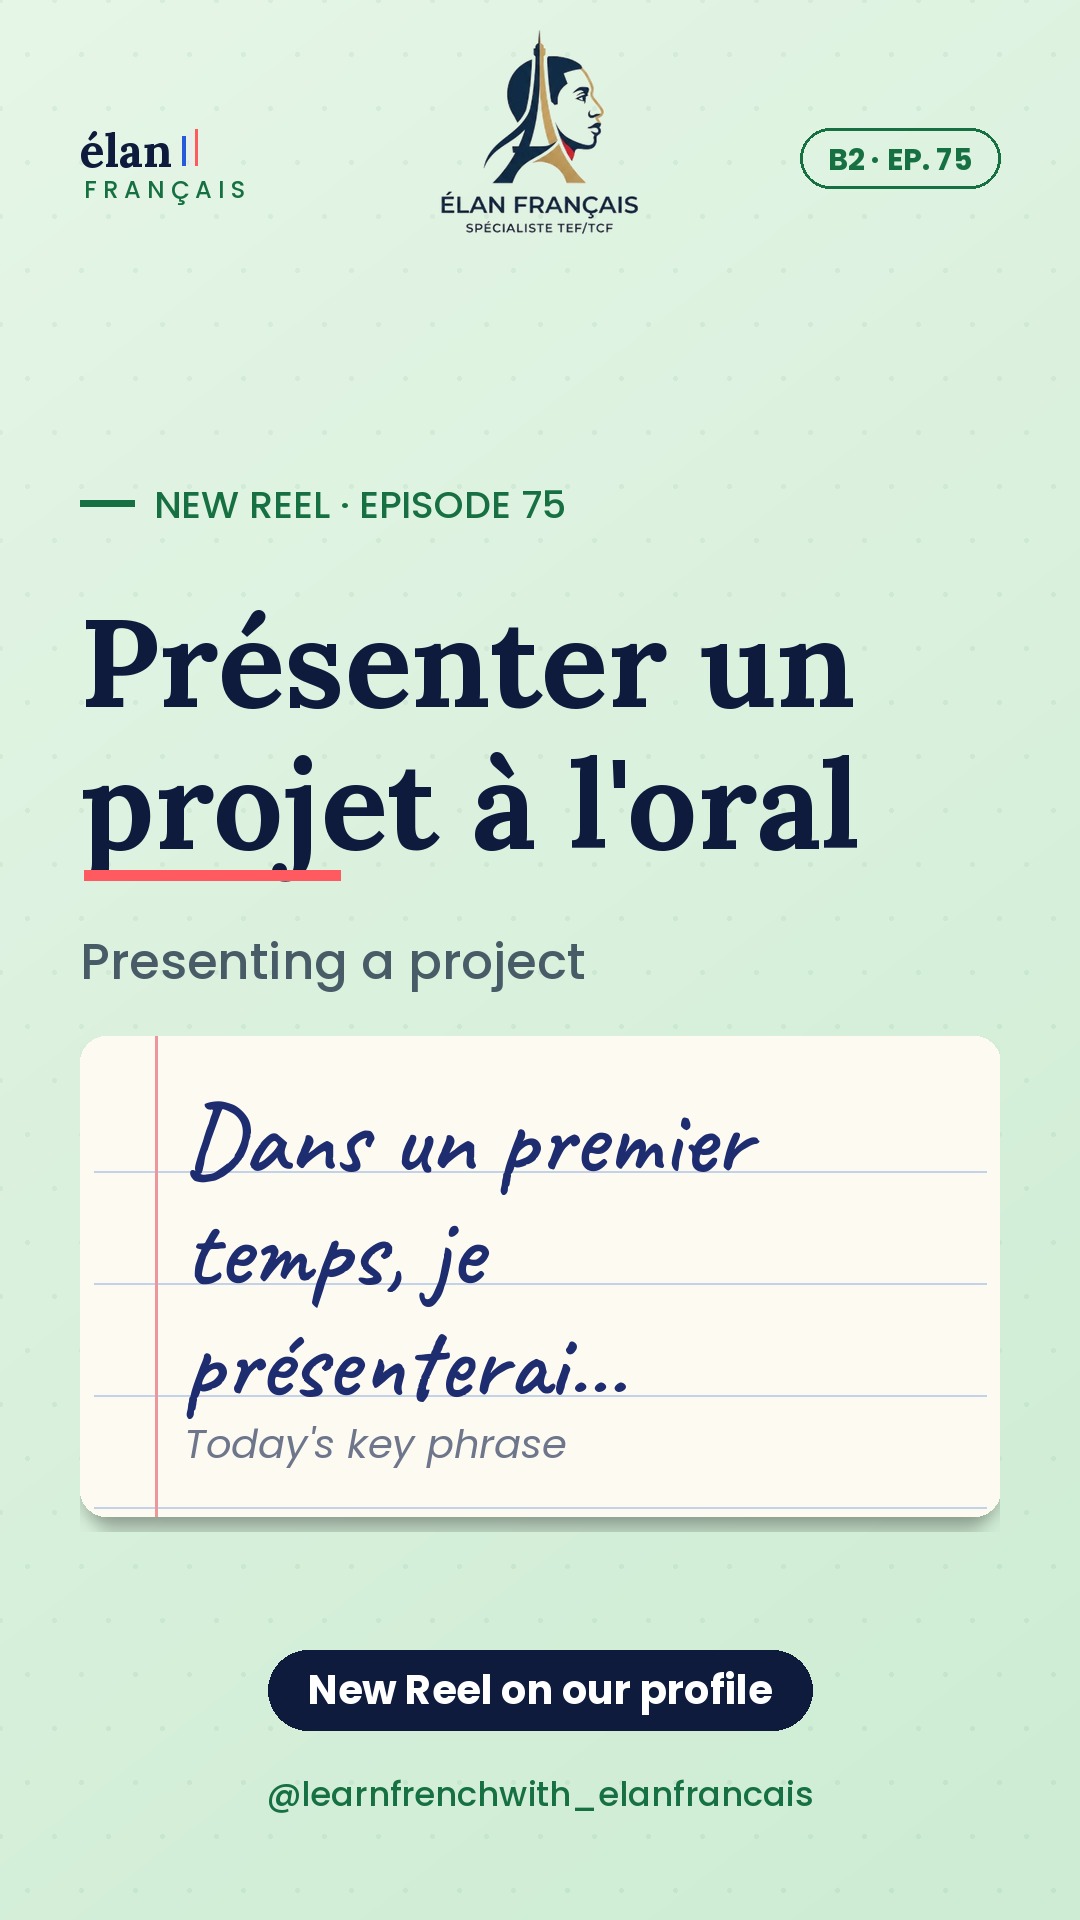 élan
FRANÇAIS
ÉLAN FRANÇAIS
SPÉCIALISTE TEF/TCF
B2 · EP. 75
NEW REEL · EPISODE 75
Présenter un
projet à l'oral
Presenting a project
Dans un premier
temps, je
présenterai...
Today's key phrase
New Reel on our profile
@learnfrenchwith_elanfrancais